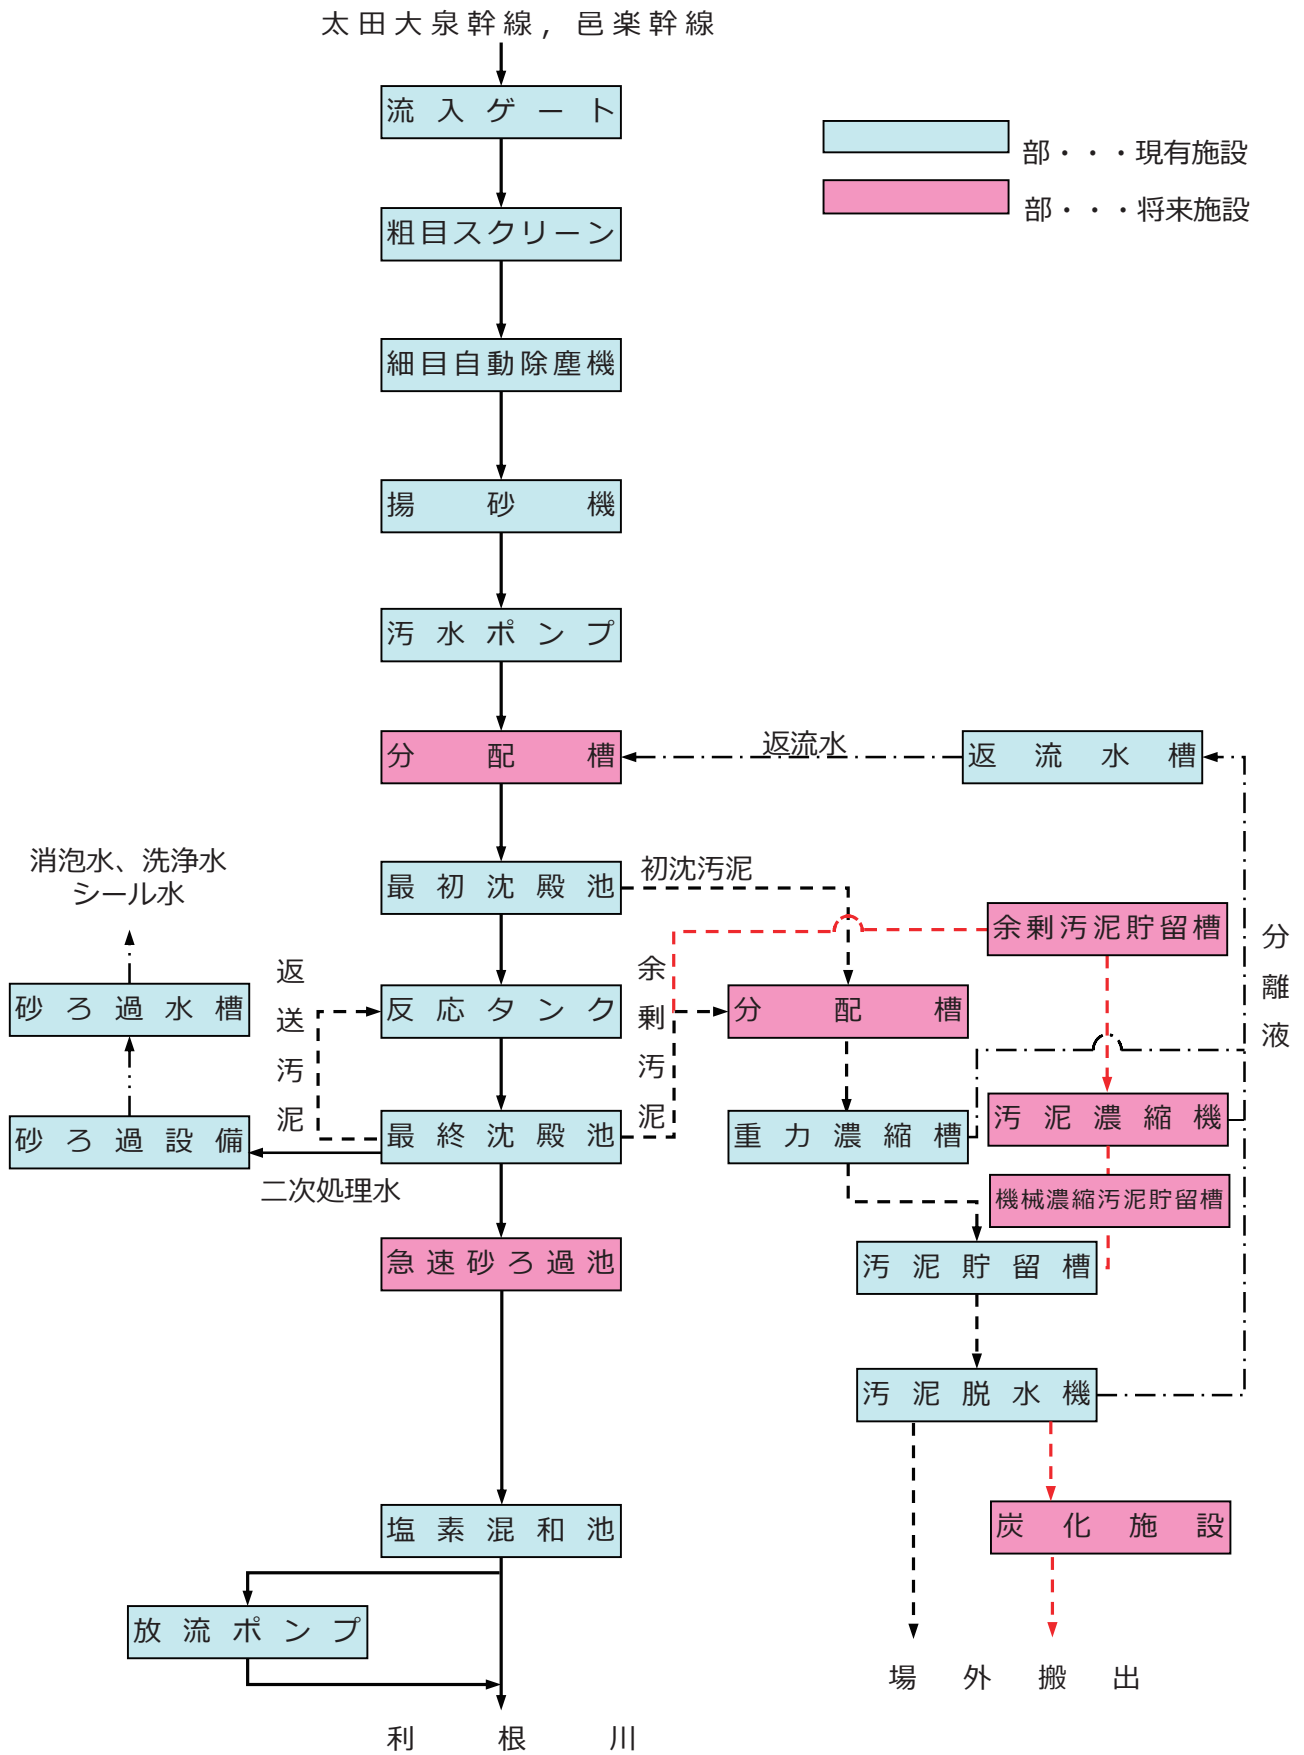 太田大泉幹線，邑楽幹線
流入ゲート
部・・・現有施設
部・・・将来施設
粗目スクリーン
細目自動除塵機
揚砂機
汚水ポンプ
分配槽
返流水
返流水槽
消泡水、洗浄水
シール水
最初沈殿池
初沈汚泥
余剰汚泥貯留槽
分離液
返送汚泥
余剰汚泥
砂ろ過水槽
反応タンク
分配槽
砂ろ過設備
最終沈殿池
重力濃縮槽
汚泥濃縮機
二次処理水
機械濃縮汚泥貯留槽
急速砂ろ過池
汚泥貯留槽
汚泥脱水機
塩素混和池
炭化施設
放流ポンプ
場外搬出
利根川